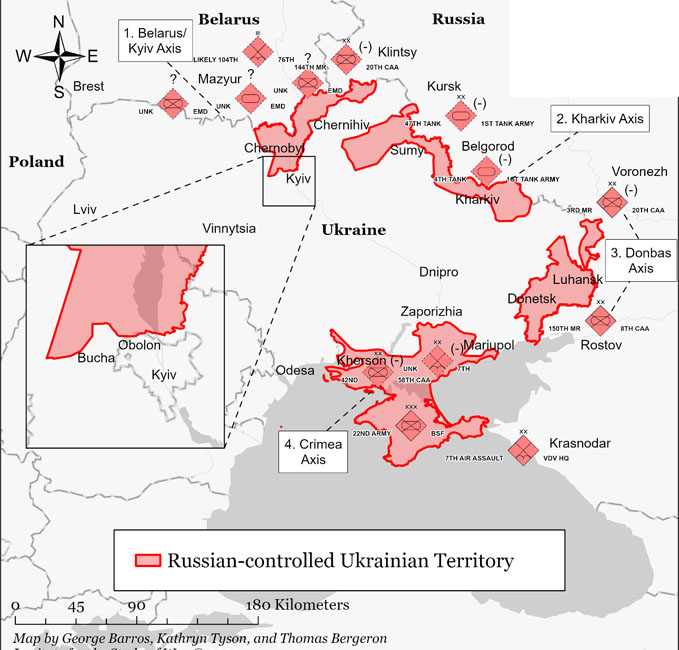 Belarus
Russia
N
W E
S
1. Belarus/
Kyiv Axis
III
XX
?
(-)
Klintsy
LIKELY 104TH
76TH
144TH MR
20TH CAA
Brest
?
Mazyur
?
UNK
EMD
UNK
EMD
UNK
EMD
Kursk
XX
(-)
47TH TANK
1ST TANK ARMY
2. Kharkiv Axis
Chernihiv
Chernobyl
Sumy
Belgorod
(-)
Poland
Kyiv
4TH TANK
1ST TANK ARMY
Voronezh
XX
(-)
Kharkiv
3RD MR
20TH CAA
Lviv
Vinnytsia
Ukraine
3. Donbas
Axis
Dnipro
Luhansk
Donetsk
XX
Zaporizhia
150TH MR
8TH CAA
Rostov
Obolon
Bucha
Kyiv
XX
(-)
Mariupol
XX
Kherson
(-)
UNK
7TH
Odesa
42ND
58TH CAA
XXX
22ND ARMY
BSF
4. Crimea
Axis
XX
Krasnodar
7TH AIR ASSAULT
VDV HQ
Russian-controlled Ukrainian Territory
0 45 90 180 Kilometers
Map by George Barros, Kathryn Tyson, and Thomas Bergeron